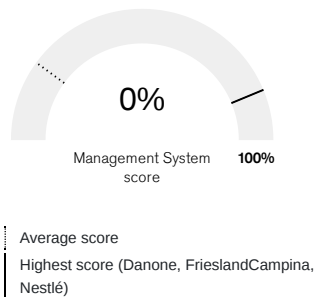 0%
Management System 100%
score
Average score
Highest score (Danone, FrieslandCampina,
Nestlé)